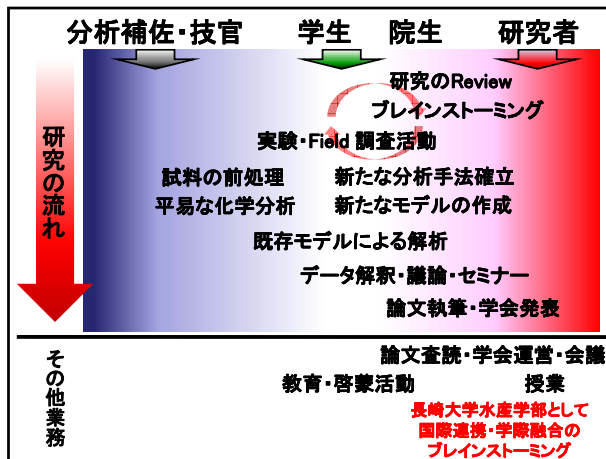 分析補佐・技官 学生 院生 研究者
研究の流れ
研究のReview
ブレインストーミング
実験・Field 調査活動
試料の前処理 新たな分析手法確立
平易な化学分析 新たなモデルの作成
既存モデルによる解析
データ解釈・議論・セミナー
論文執筆・学会発表
その他業務
論文査読・学会運営・会議
教育・啓蒙活動 授業
長崎大学水産学部として
国際連携・学際融合の
ブレインストーミング